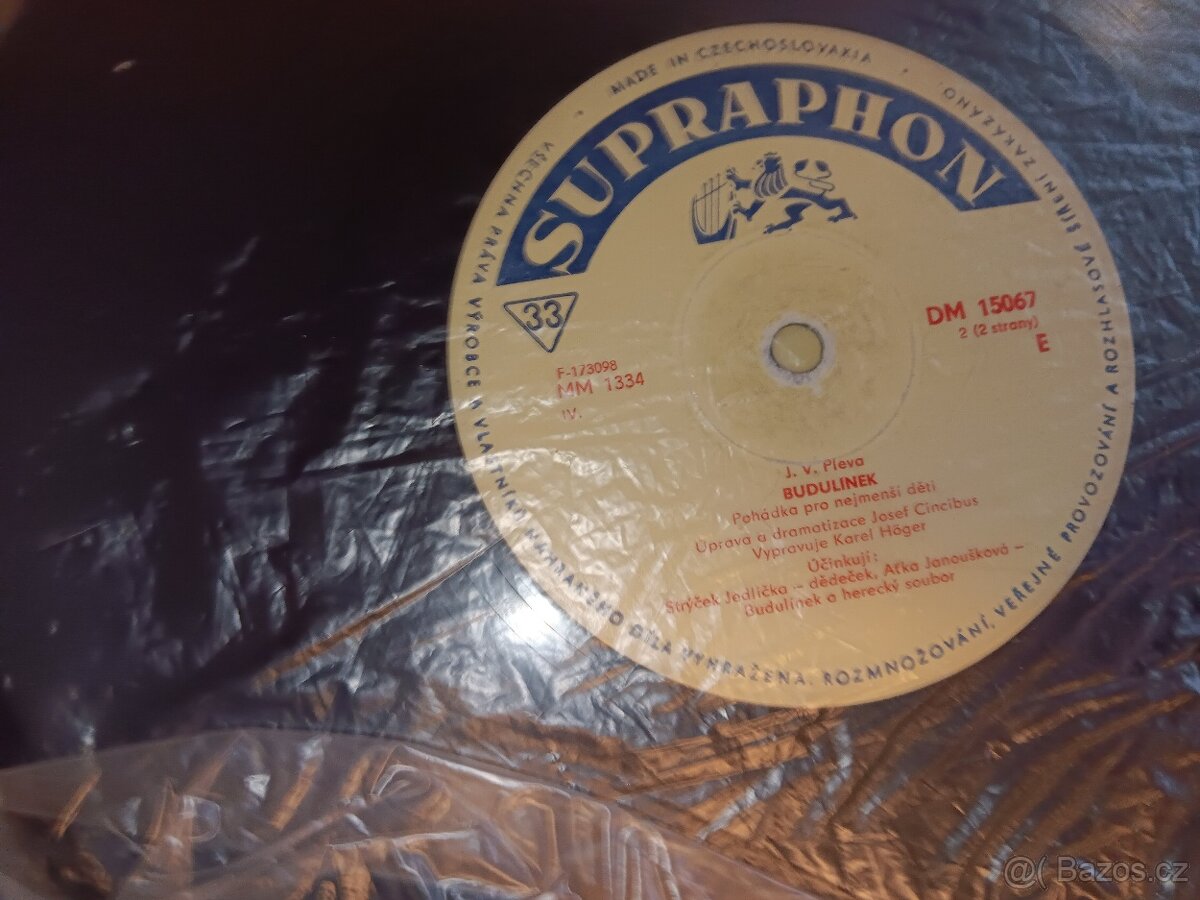 MADE IN CZECHOSLOVAKIA
SUPRAPHON
33
DM 15067
2 (2 strany)
E
F-173098
MM 1334
IV.
J. V. Pleva
BUDULÍNEK
Pohádka pro nejmenší děti
Úprava a dramatizace Josef Cincibus
Vypravuje Karel Höger
Účinkují:
Strýček Jedlička – dědeček, Aťka Janoušková –
Budulínek a herecký soubor
VŠECHNA PRÁVA VÝROBCE A VLASTNÍKA NAHRANÉHO DÍLA VYHRAŽENA. ROZMNOŽOVÁNÍ, VEŘEJNÉ PROVOZOVÁNÍ A ROZHLASOVÉ ŠÍŘENÍ ZAKÁZÁNO.
@( Bazos.cz